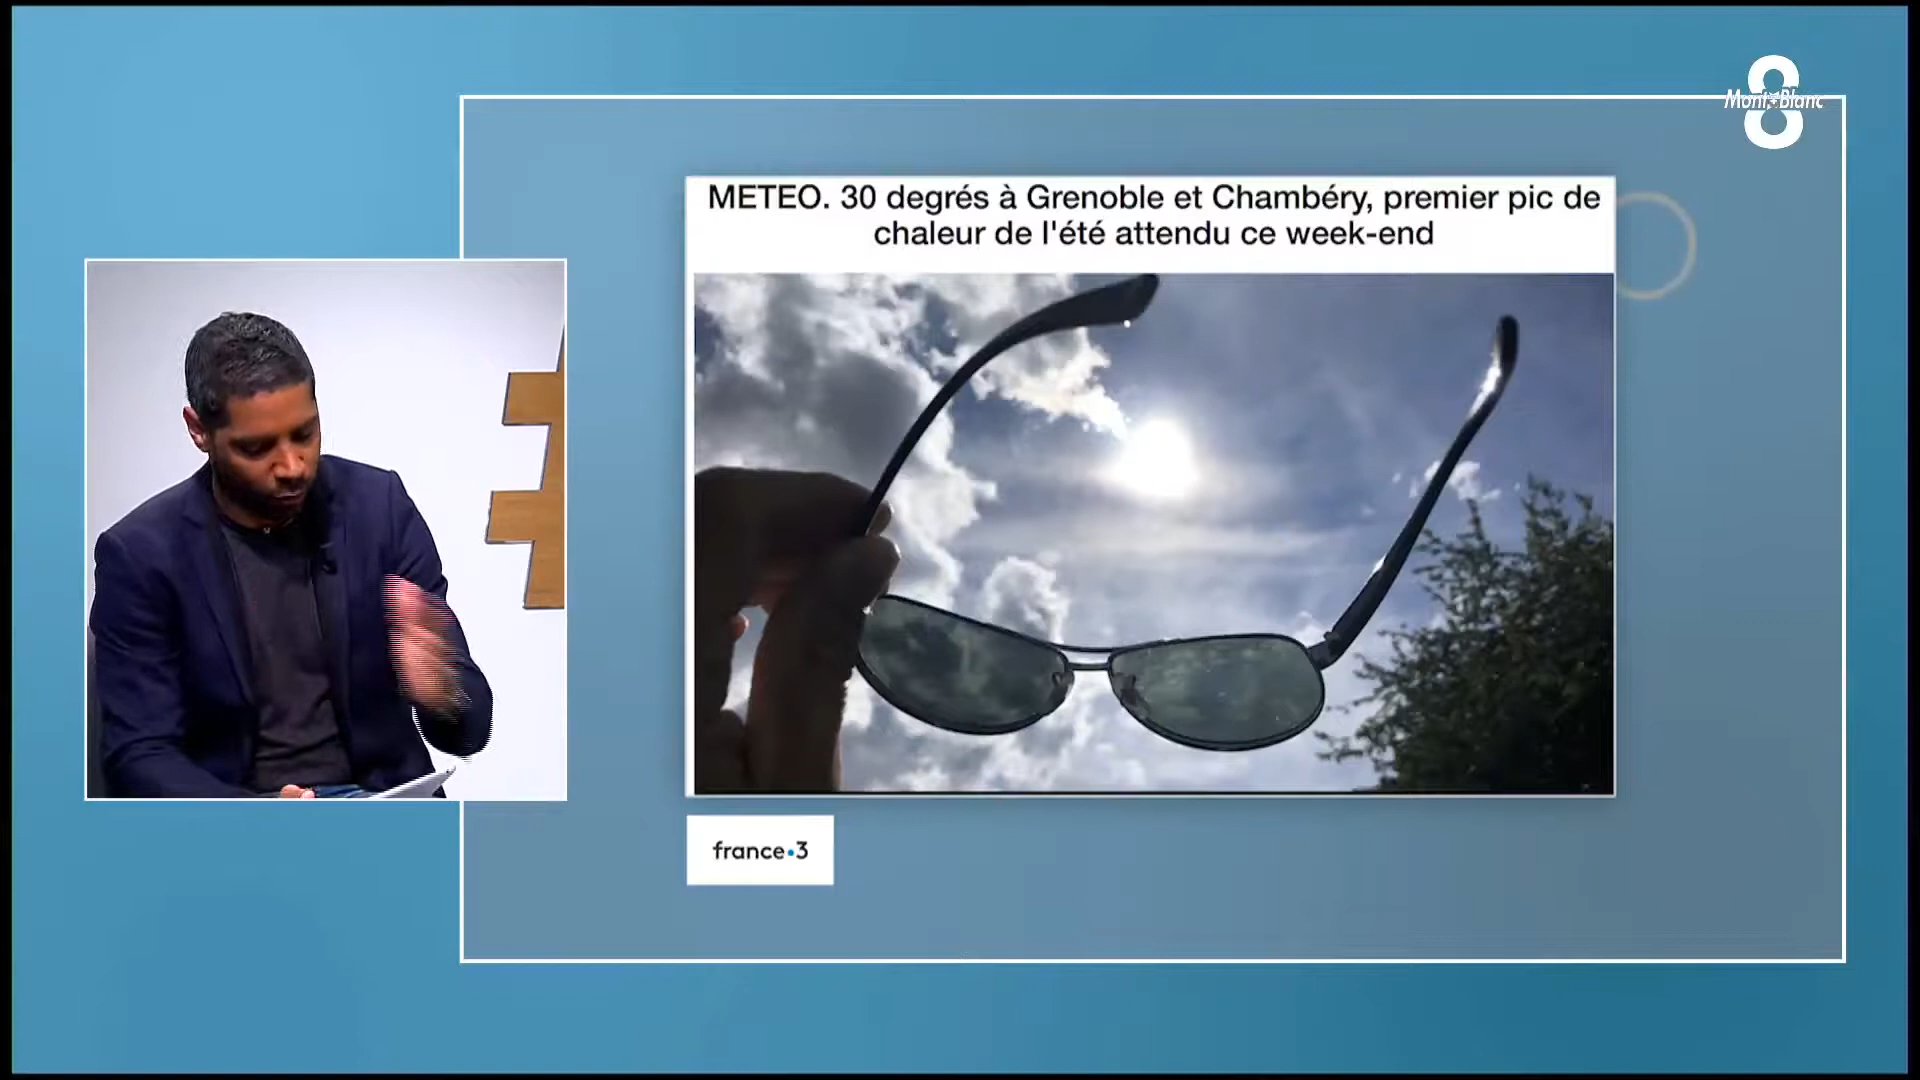 8
Mont Blanc
METEO. 30 degrés à Grenoble et Chambéry, premier pic de
chaleur de l'été attendu ce week-end
france•3